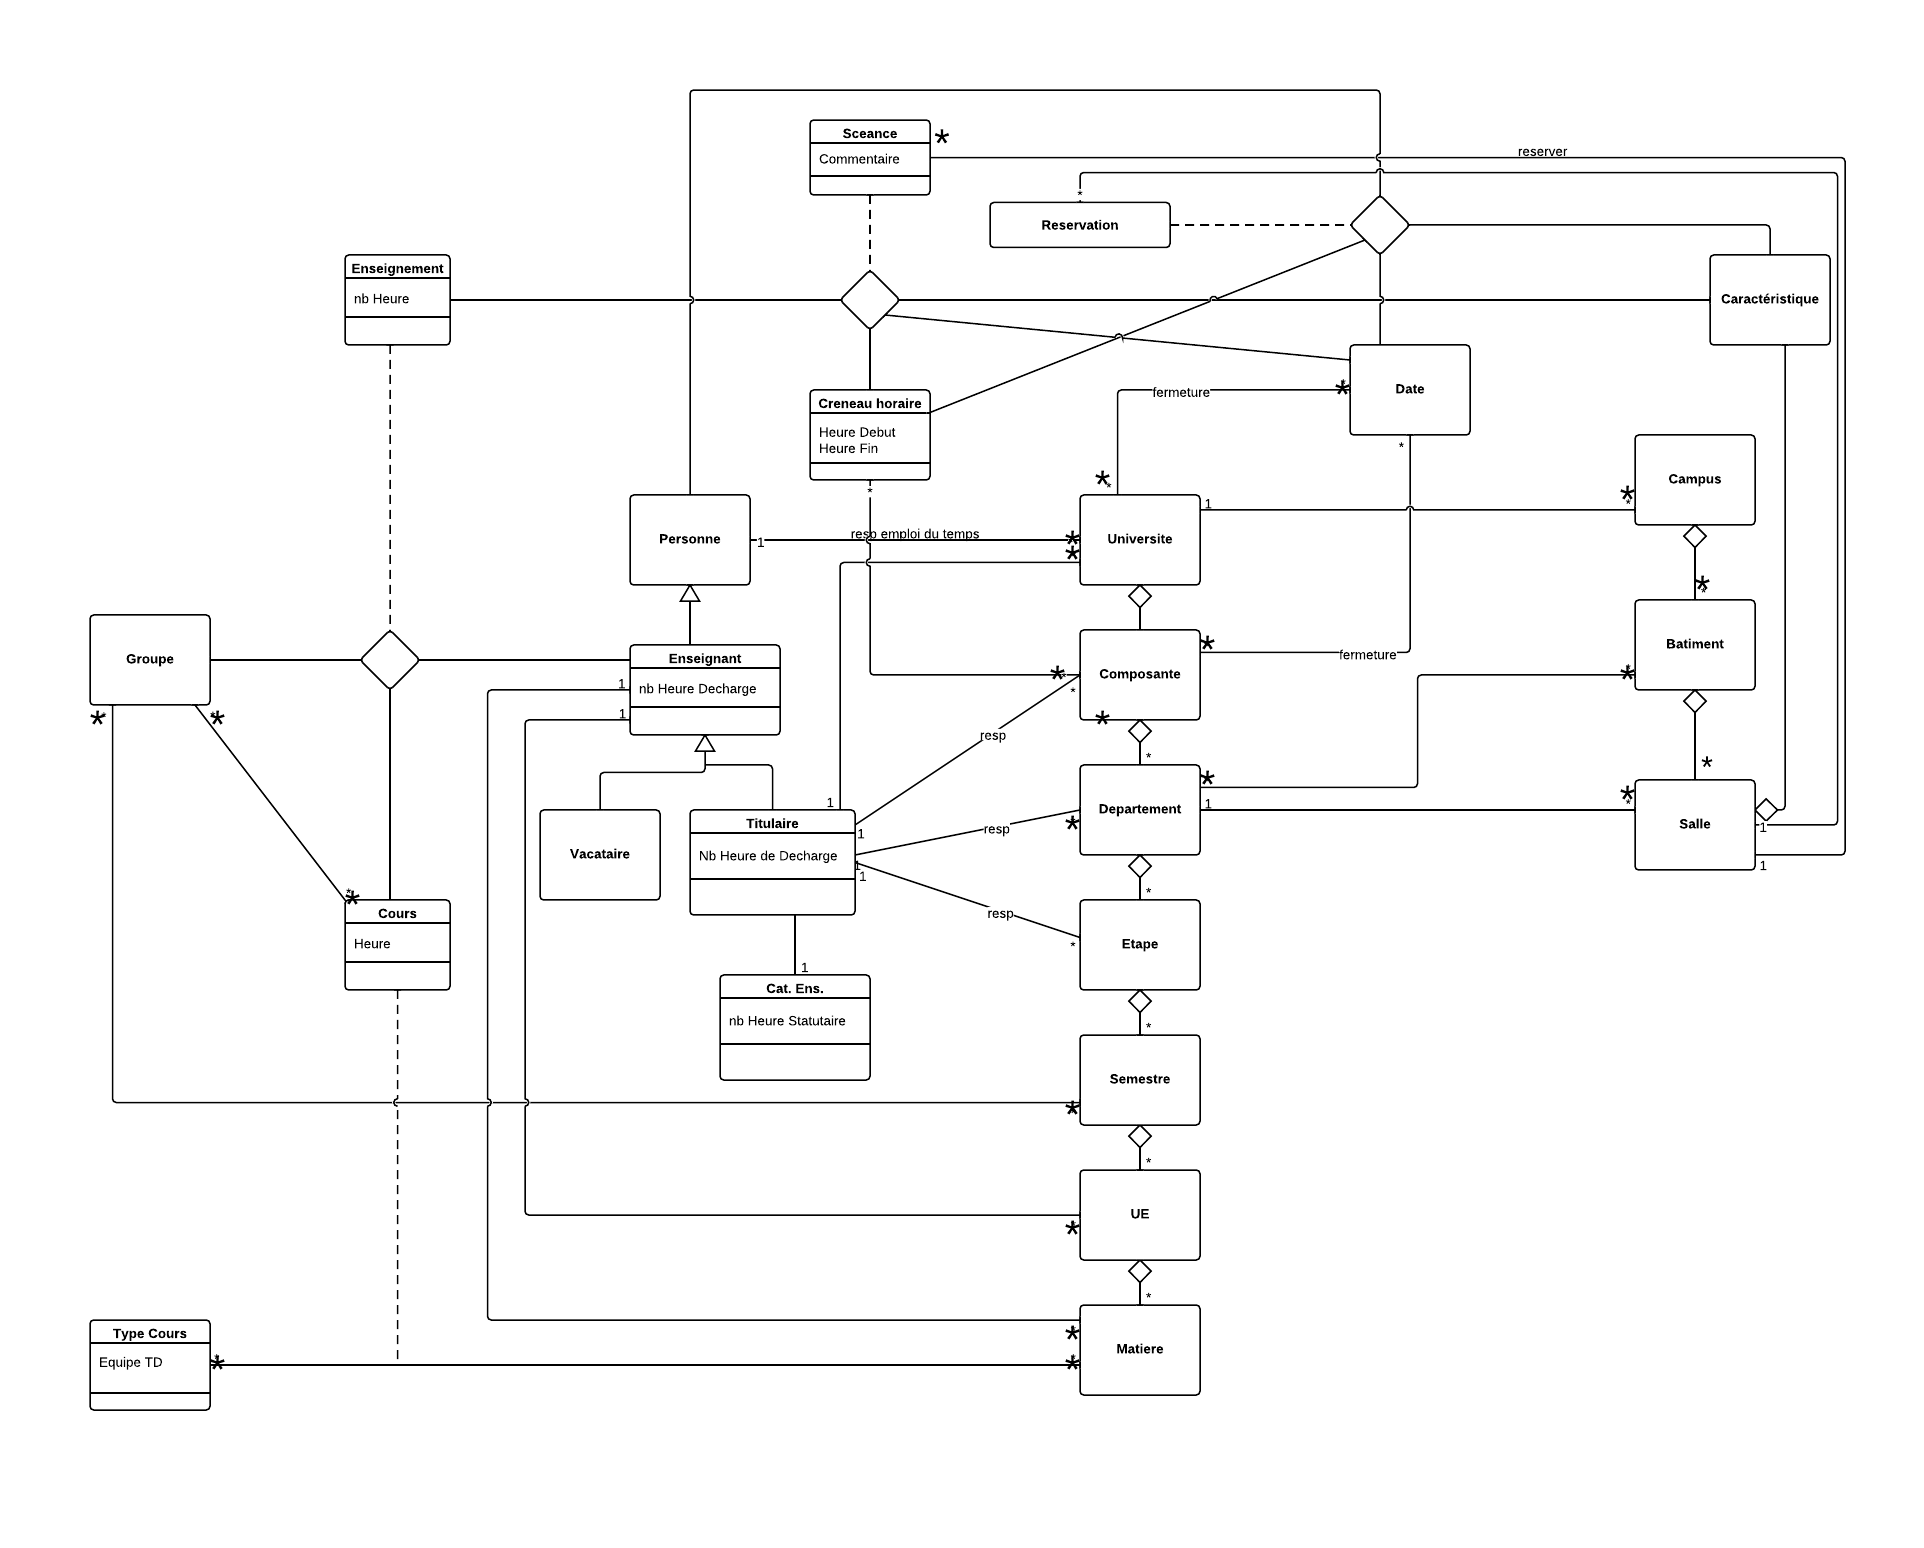 Sceance
*
Commentaire
reserver
*
Reservation
Enseignement
nb Heure
Caractéristique
Creneau horaire
Heure Debut
Heure Fin
*
fermeture
*
*
Date
*
Campus
*
*
*
*
1
Personne
1
resp emploi du temps
*
*
Universite
*
*
Batiment
*
*
Groupe
*
*
*
*
Enseignant
nb Heure Decharge
1
1
*
*
*
Composante
*
*
fermeture
resp
*
Departement
*
*
1
resp
*
*
*
Salle
1
1
Vacataire
1
Titulaire
Nb Heure de Decharge
1
1
1
resp
*
*
Etape
*
*
Cours
Heure
1
Cat. Ens.
nb Heure Statutaire
*
Semestre
*
*
UE
*
*
Type Cours
Equipe TD
*
*
*
*
Matiere
*
*